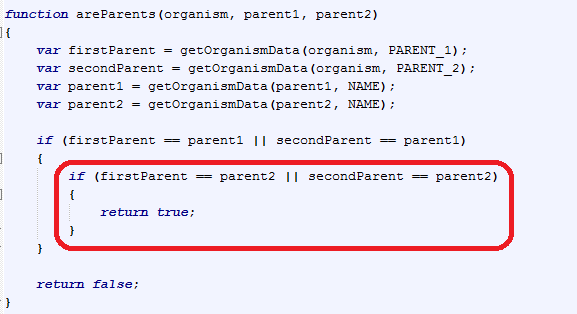 function areParents(organism, parent1, parent2)
{
    var firstParent = getOrganismData(organism, PARENT_1);
    var secondParent = getOrganismData(organism, PARENT_2);
    var parent1 = getOrganismData(parent1, NAME);
    var parent2 = getOrganismData(parent2, NAME);
    if (firstParent == parent1 || secondParent == parent1)
    {
        if (firstParent == parent2 || secondParent == parent2)
        {
            return true;
        }
    }
    return false;
}